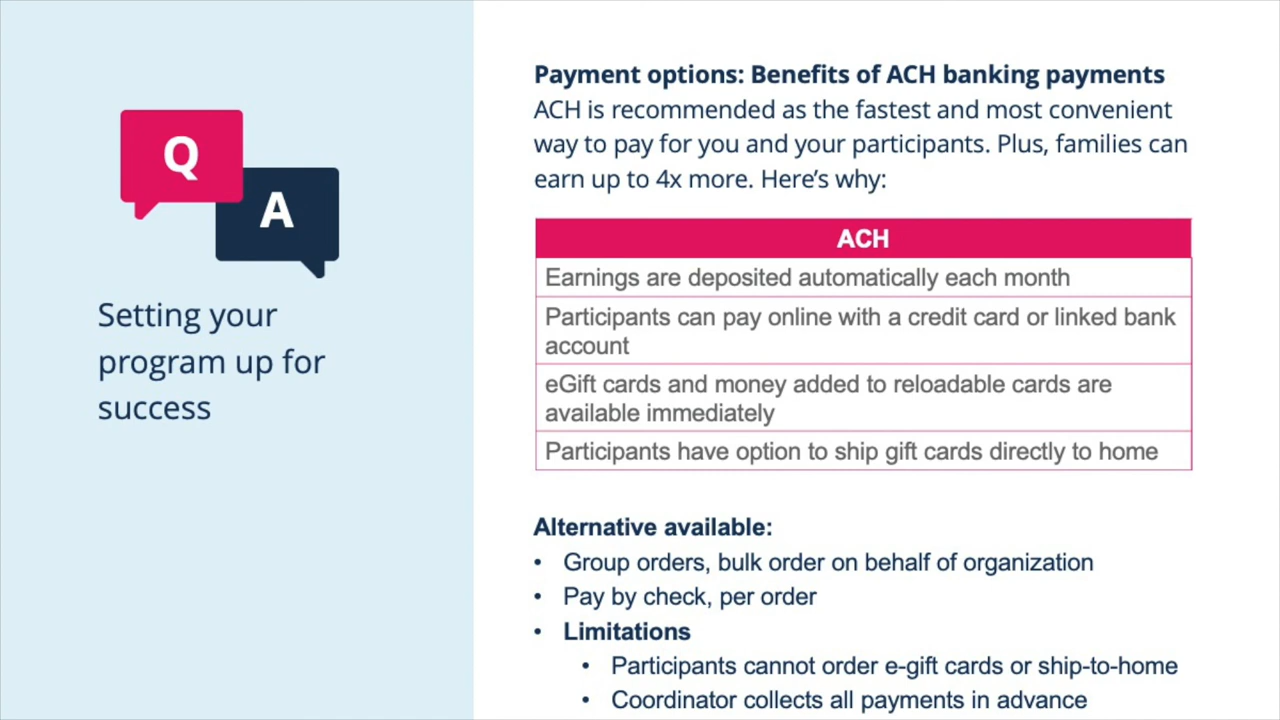 Q
A
Setting your
program up for
success
Payment options: Benefits of ACH banking payments
ACH is recommended as the fastest and most convenient
way to pay for you and your participants. Plus, families can
earn up to 4x more. Here’s why:
ACH
Earnings are deposited automatically each month
Participants can pay online with a credit card or linked bank
account
eGift cards and money added to reloadable cards are
available immediately
Participants have option to ship gift cards directly to home
Alternative available:
• Group orders, bulk order on behalf of organization
• Pay by check, per order
• Limitations
• Participants cannot order e-gift cards or ship-to-home
• Coordinator collects all payments in advance